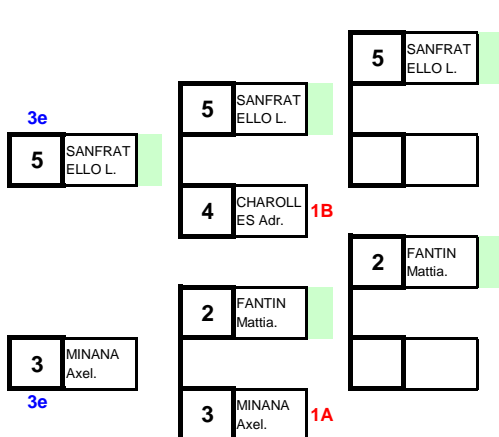 5
SANFRAT
ELLO L.
5
SANFRAT
ELLO L.
3e
5
SANFRAT
ELLO L.
4
CHAROLL
ES Adr.
1B
2
FANTIN
Mattia.
2
FANTIN
Mattia.
3
MINANA
Axel.
3e
3
MINANA
Axel.
1A